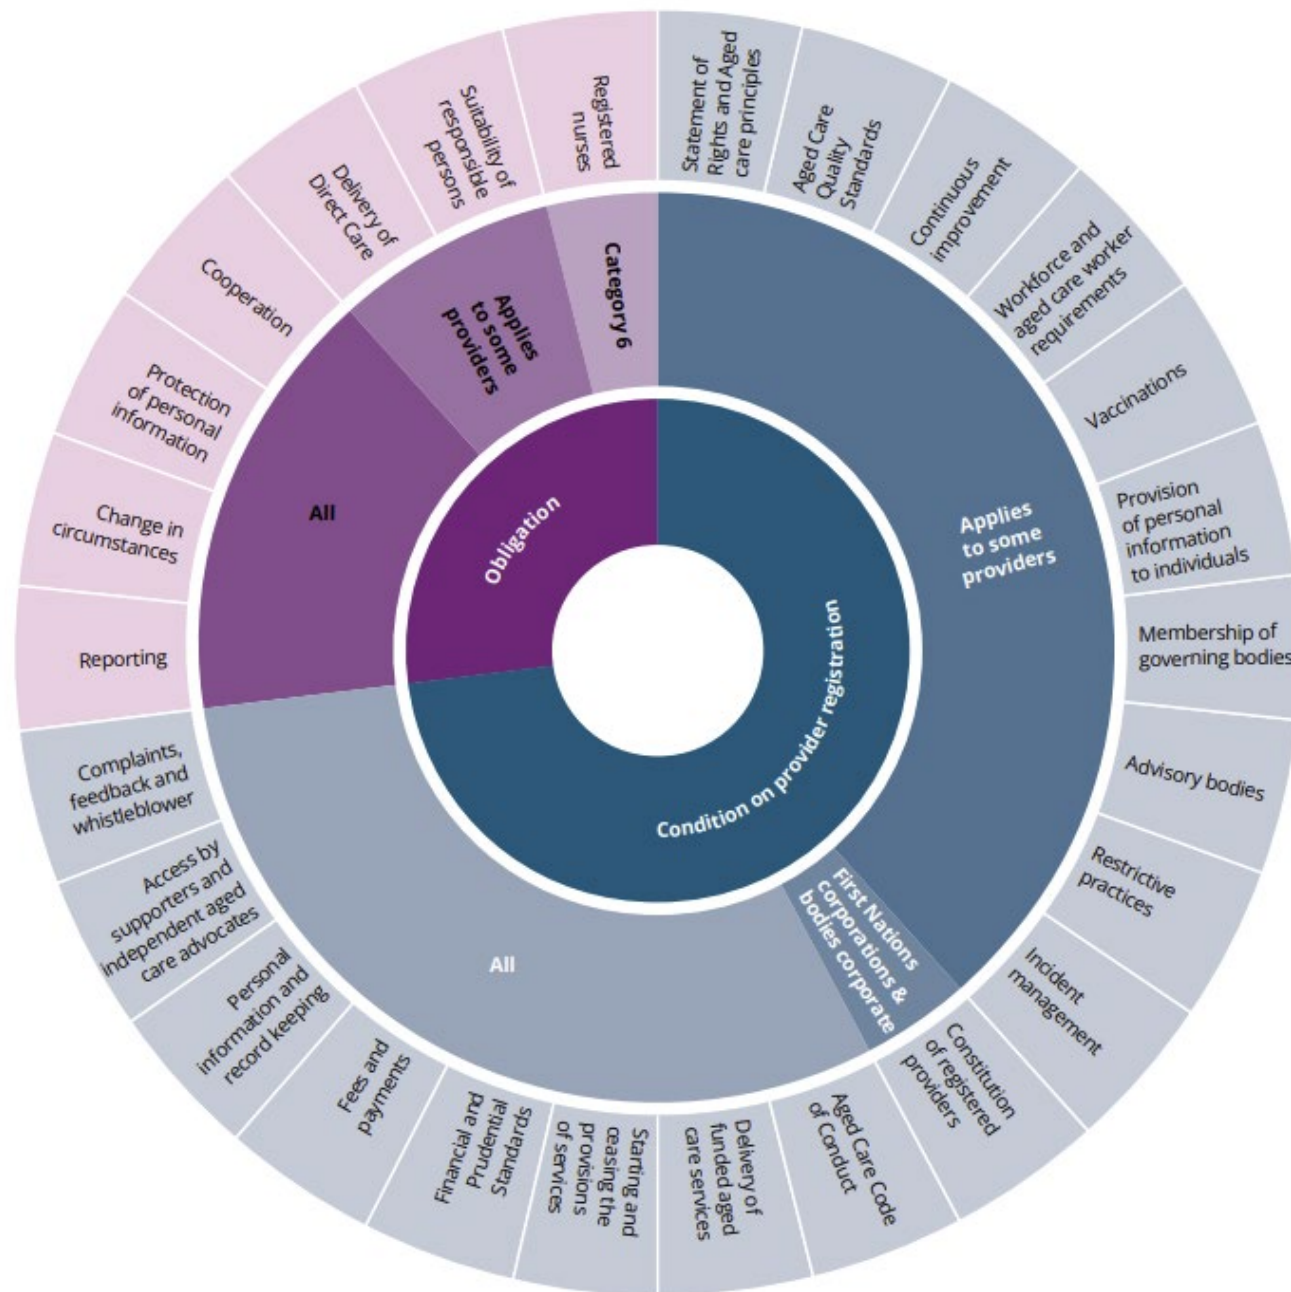 Statement of
Rights and Aged
care principles
Aged Care
Quality
Standards
Continuous
improvement
Workforce and
aged care worker
requirements
Vaccinations
Provision
of personal
information
to individuals
Membership of
governing bodies
Advisory bodies
Restrictive
practices
Incident
management
Constitution
of registered
providers
Aged Care Code
of Conduct
Delivery of
funded aged
care services
Starting and
ceasing the
provisions
of services
Financial and
Prudential
Standards
Fees and
payments
Personal
information and
record keeping
Access by
supporters and
independent aged
care advocates
Complaints,
feedback and
whistleblower
Reporting
Change in
circumstances
Protection
of personal
information
Cooperation
Delivery of
Direct Care
Suitability of
responsible
persons
Registered
nurses
Applies
to some
providers
First Nations
corporations &
bodies corporate
All
All
Applies
to some
providers
Category 6
Condition on provider registration
Obligation